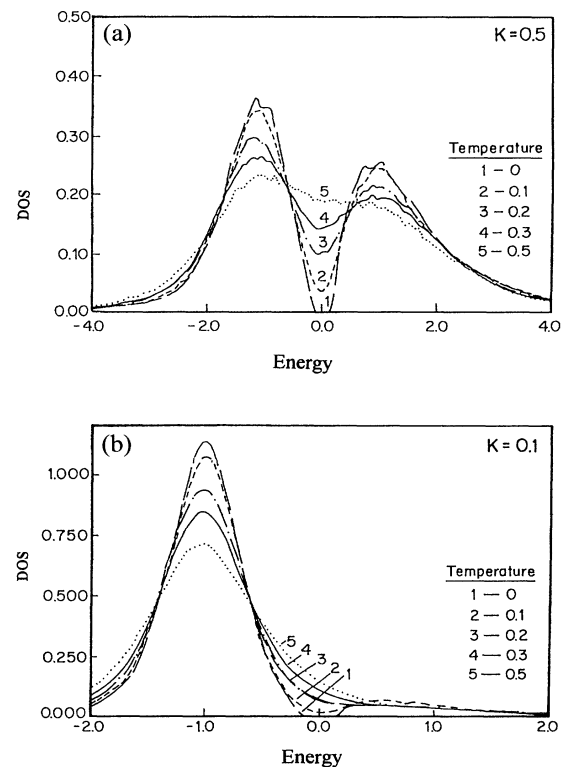 (a)
K=0.5
0.50
0.40
0.30
0.20
0.10
0.00
DOS
Temperature
1 - 0
2 - 0.1
3 - 0.2
4 - 0.3
5 - 0.5
5
4
3
2
1
-4.0 -2.0 0.0 2.0 4.0
Energy
(b)
K=0.1
1.000
0.750
0.500
0.250
0.000
DOS
Temperature
1 — 0
2 — 0.1
3 — 0.2
4 — 0.3
5 — 0.5
5 4 3 2 1
-2.0 -1.0 0.0 1.0 2.0
Energy